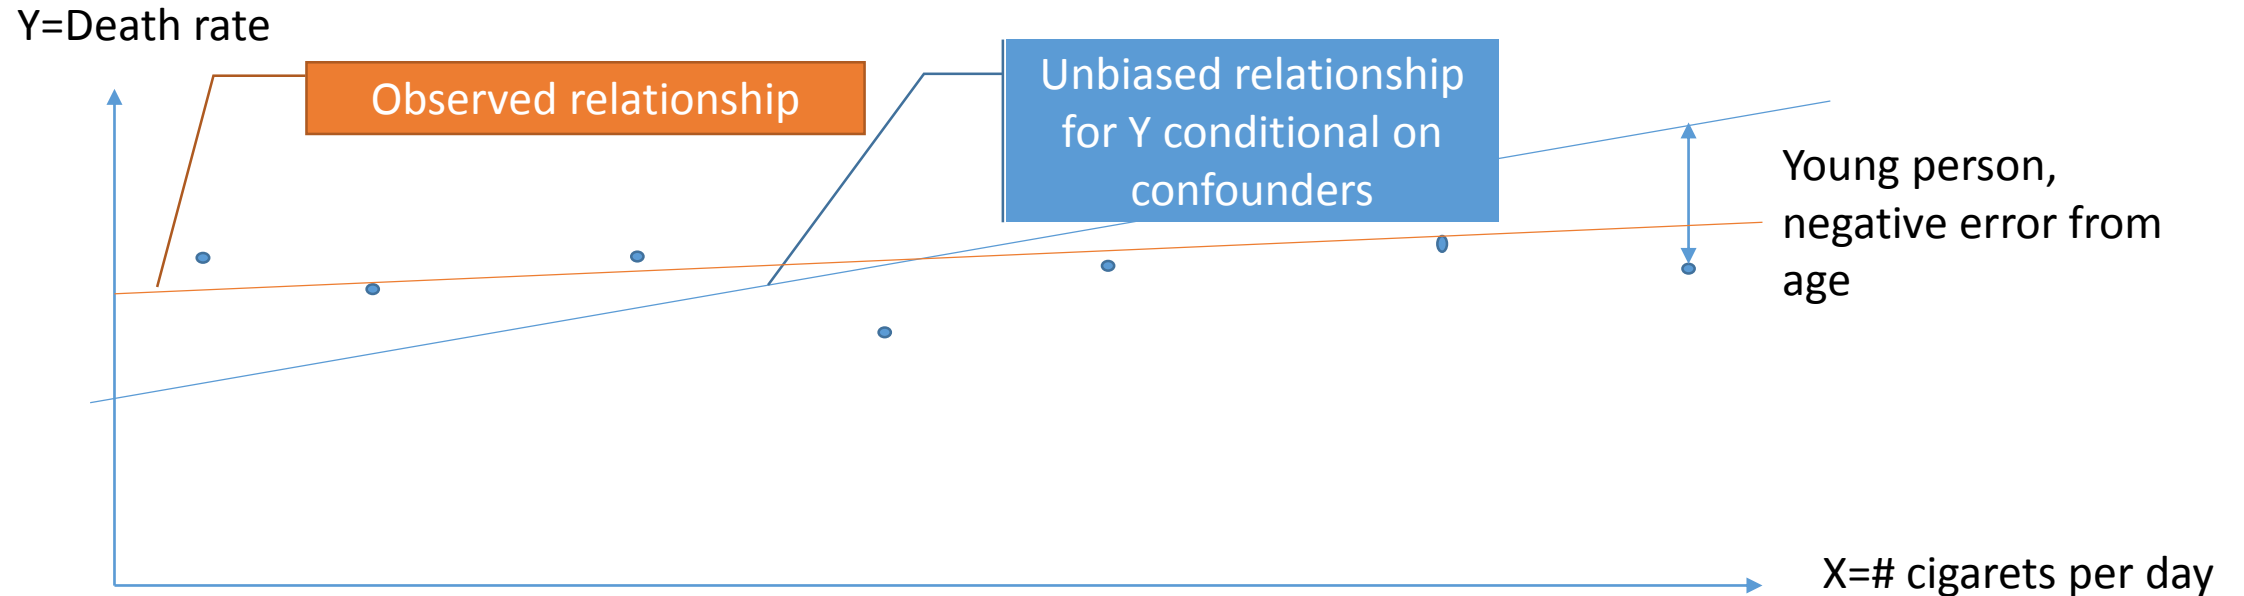 Y=Death rate
Observed relationship
Unbiased relationship
for Y conditional on
confounders
Young person,
negative error from
age
X=# cigarets per day